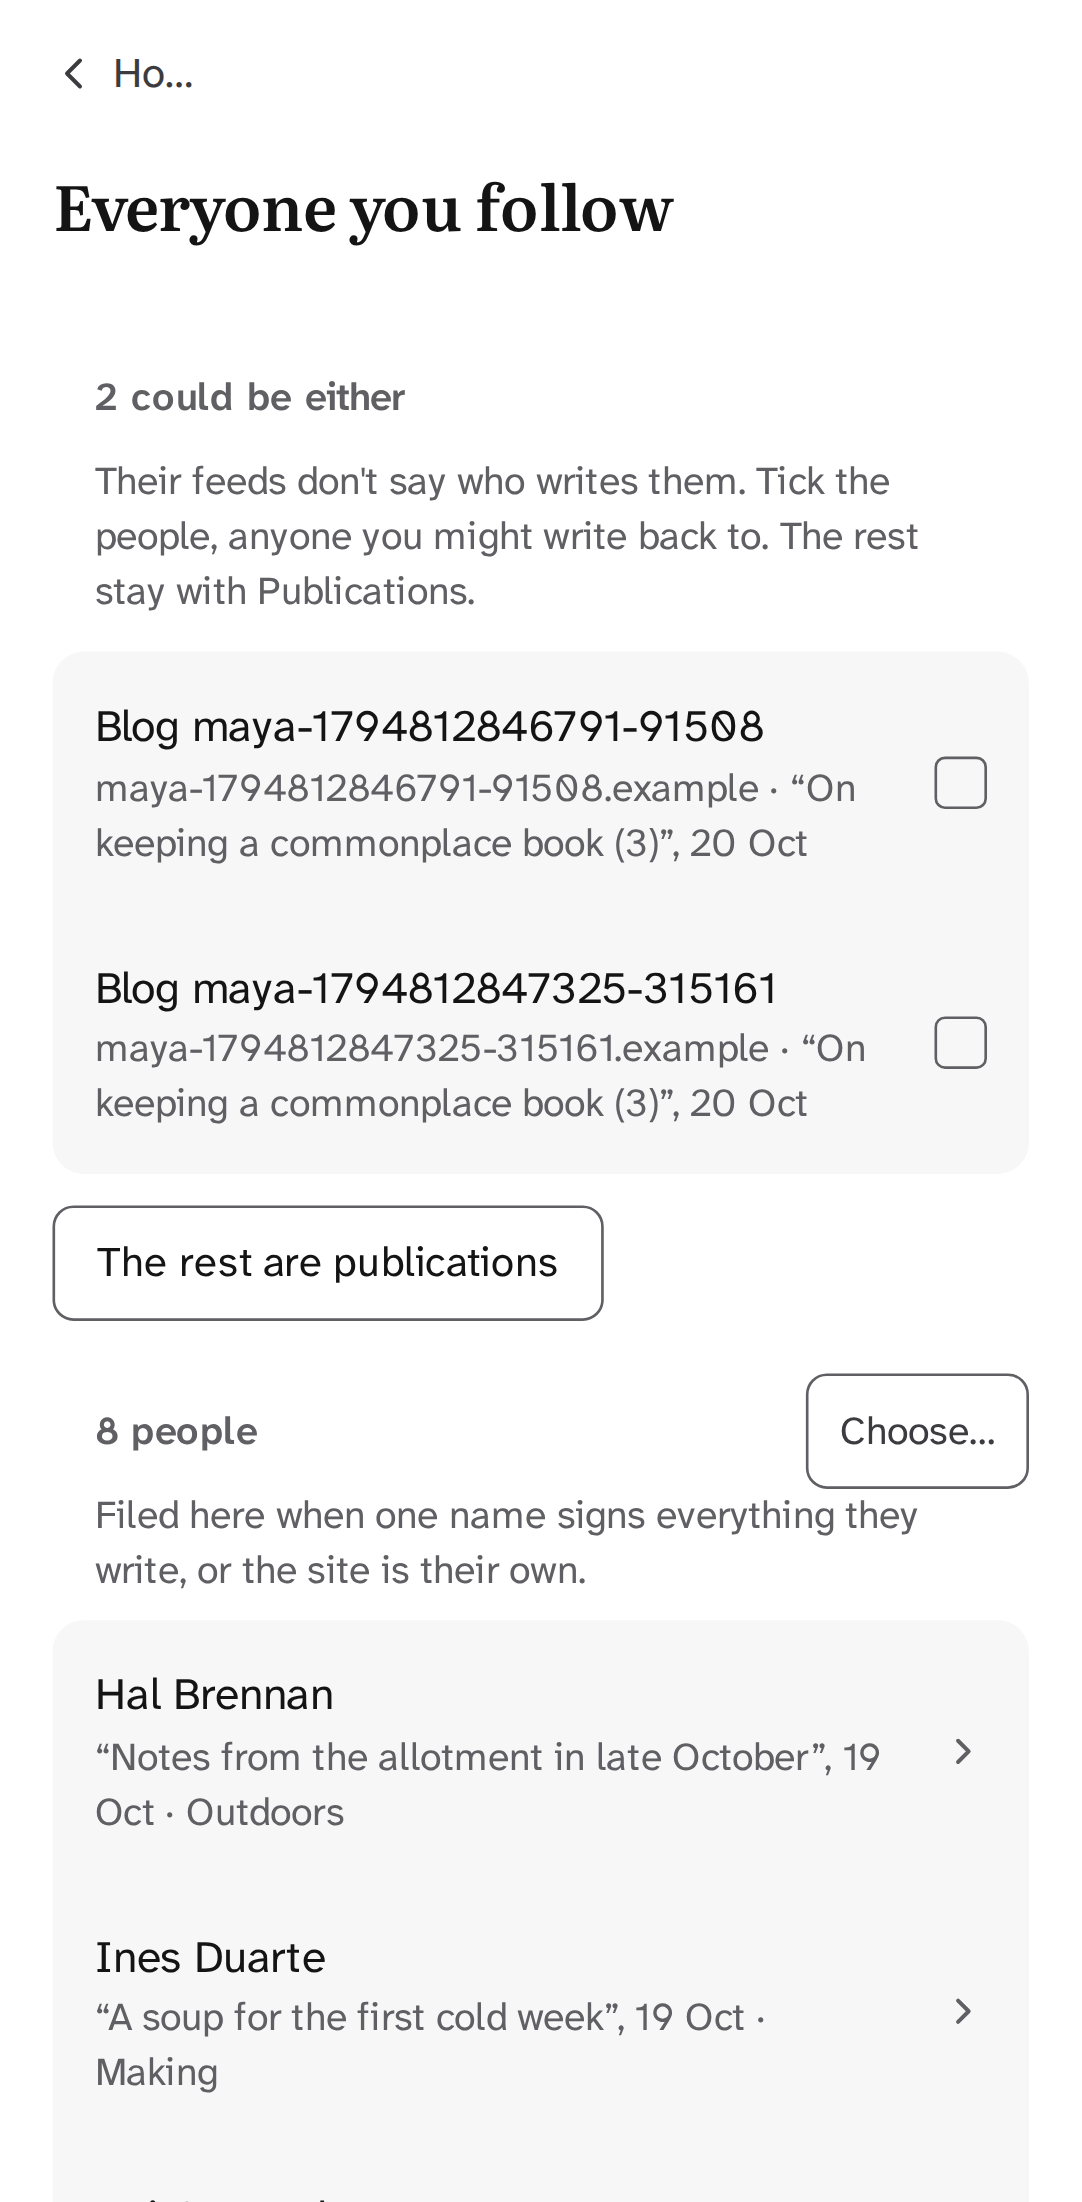 Ho...
Everyone you follow
2 could be either
Their feeds don't say who writes them. Tick the
people, anyone you might write back to. The rest
stay with Publications.
Blog maya-1794812846791-91508
maya-1794812846791-91508.example · “On
keeping a commonplace book (3)”, 20 Oct
Blog maya-1794812847325-315161
maya-1794812847325-315161.example · “On
keeping a commonplace book (3)”, 20 Oct
The rest are publications
8 people
Choose...
Filed here when one name signs everything they
write, or the site is their own.
Hal Brennan
“Notes from the allotment in late October”, 19
Oct · Outdoors
Ines Duarte
“A soup for the first cold week”, 19 Oct ·
Making